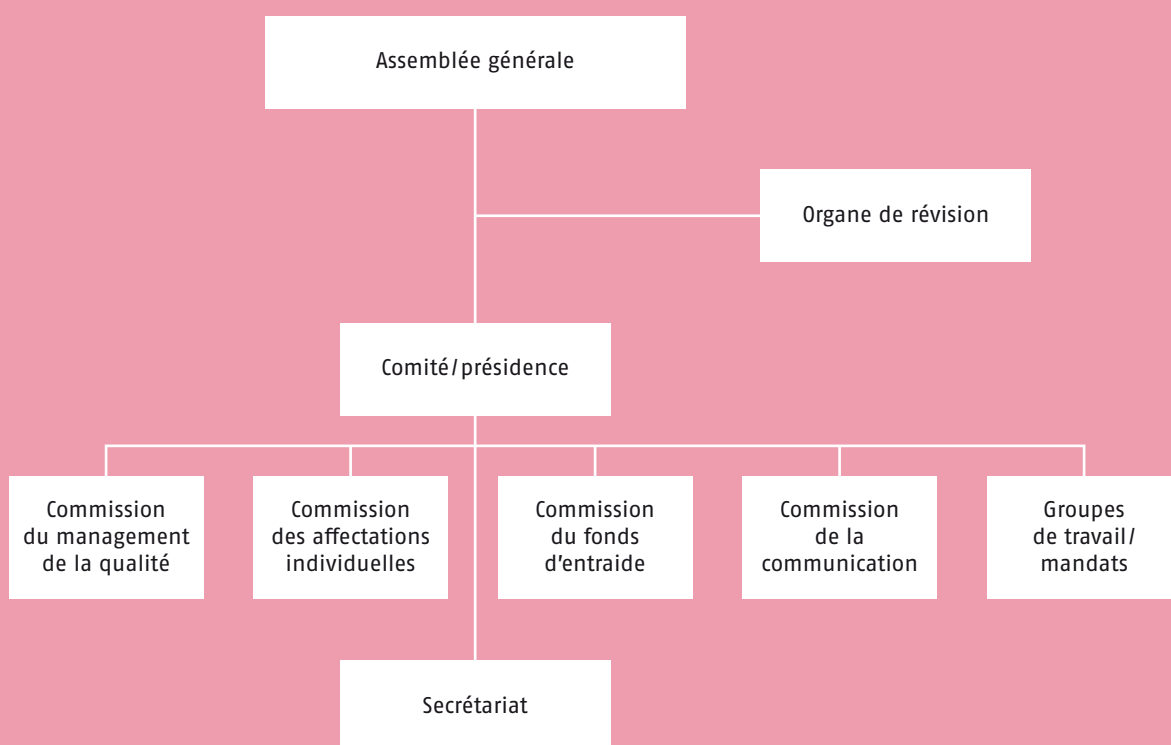 Assemblée générale
Organe de révision
Comité/présidence
Commission
du management
de la qualité
Commission
des affectations
individuelles
Commission
du fonds
d'entraide
Commission
de la
communication
Groupes
de travail/
mandats
Secrétariat